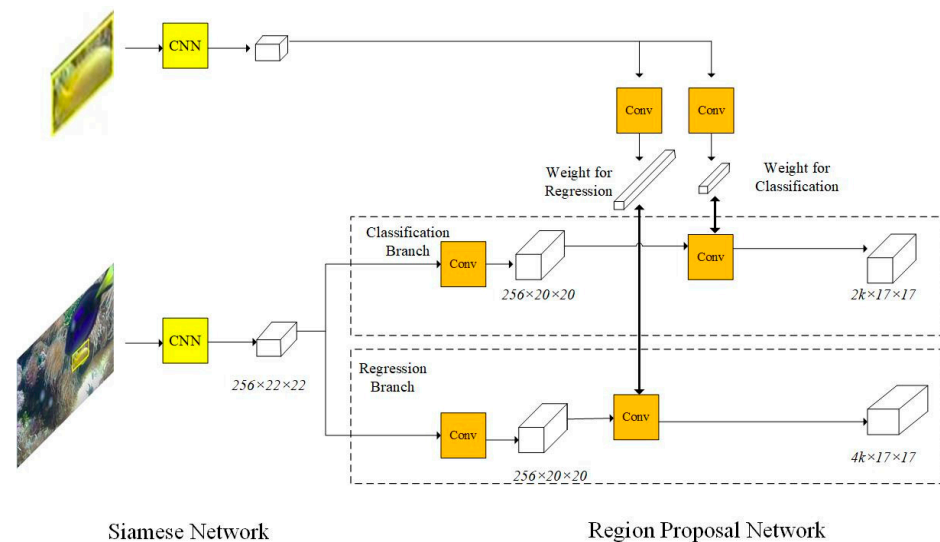 CNN
Conv
Conv
Weight for
Regression
Weight for
Classification
Classification
Branch
Conv
Conv
256×20×20
2k×17×17
CNN
256×22×22
Regression
Branch
Conv
Conv
256×20×20
4k×17×17
Siamese Network
Region Proposal Network